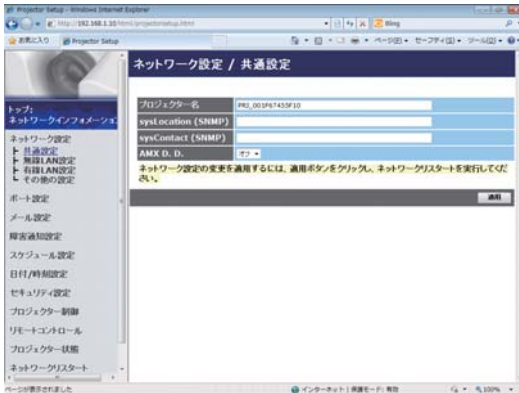 Projector Setup - Windows Internet Explorer
http://192.168.1.10/html/projectorsetup.html
Bing
お気に入り
Projector Setup
ページ(P)
セーフティ(S)
ツール(O)
トップ:
ネットワークインフォメーション
ネットワーク設定
共通設定
無線LAN設定
有線LAN設定
その他の設定
ポート設定
メール設定
障害通知設定
スケジュール設定
日付/時刻設定
セキュリティ設定
プロジェクター制御
リモートコントロール
プロジェクター状態
ネットワークリスタート
ネットワーク設定 / 共通設定
プロジェクター名
sysLocation (SNMP)
sysContact (SNMP)
AMX D. D.
オフ
ネットワーク設定の変更を適用するには、適用ボタンをクリックし、ネットワークリスタートを実行してくだ
さい。
適用
ページが表示されました
インターネット | 保護モード: 有効
100%